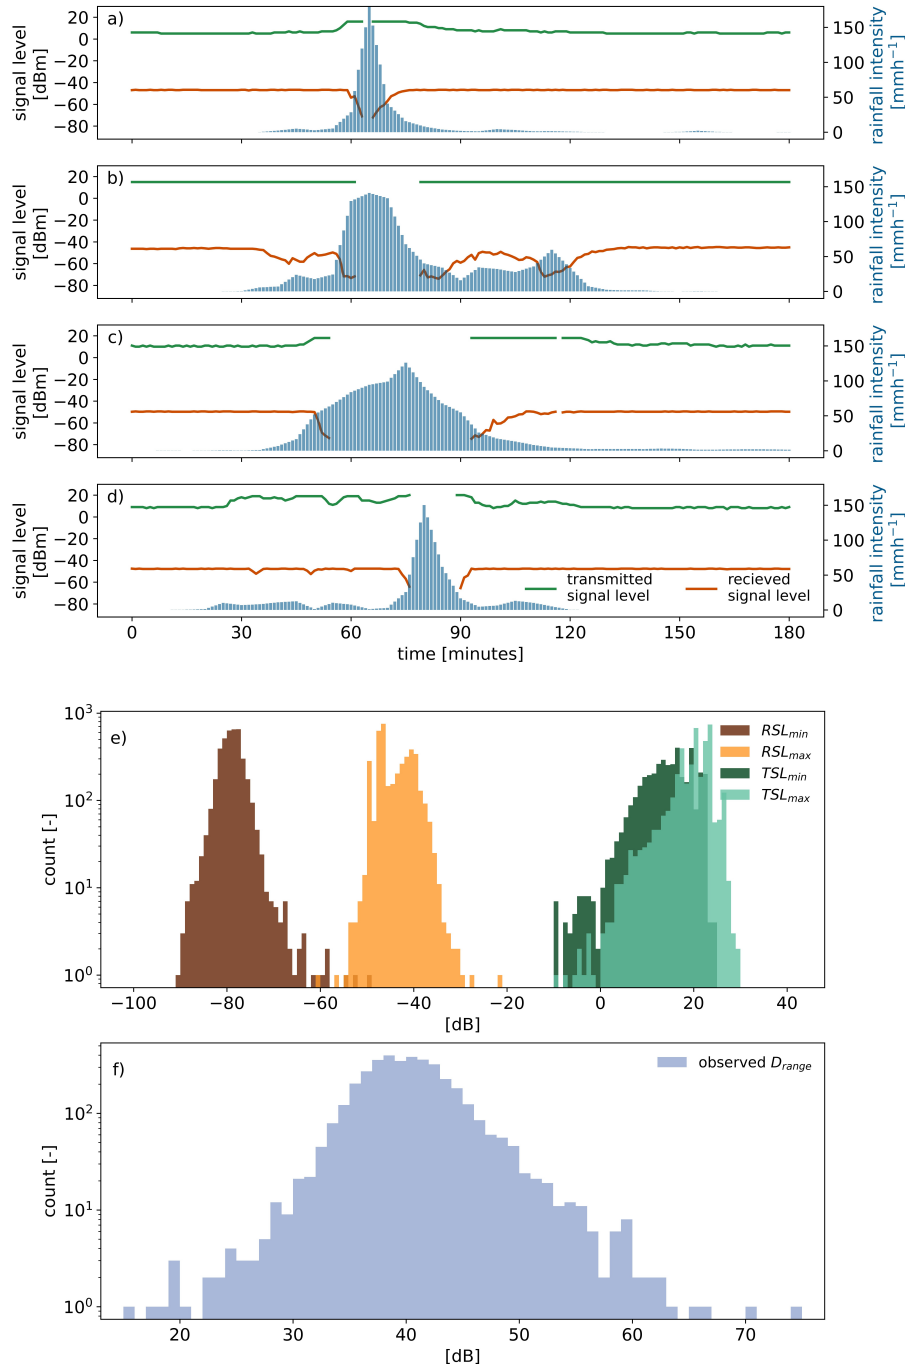 a)
20
0
−20
−40
−60
−80
signal level
[dBm]
150
100
50
0
rainfall intensity
[mmh−1]
b)
20
0
−20
−40
−60
−80
signal level
[dBm]
150
100
50
0
rainfall intensity
[mmh−1]
c)
20
0
−20
−40
−60
−80
signal level
[dBm]
150
100
50
0
rainfall intensity
[mmh−1]
d)
20
0
−20
−40
−60
−80
signal level
[dBm]
150
100
50
0
rainfall intensity
[mmh−1]
transmitted
signal level
recieved
signal level
0 30 60 90 120 150 180
time [minutes]
e)
10³
10²
10¹
10⁰
count [-]
RSLmin
RSLmax
TSLmin
TSLmax
−100 −80 −60 −40 −20 0 20 40
[dB]
f)
observed Drange
10²
10¹
10⁰
count [-]
20 30 40 50 60 70
[dB]